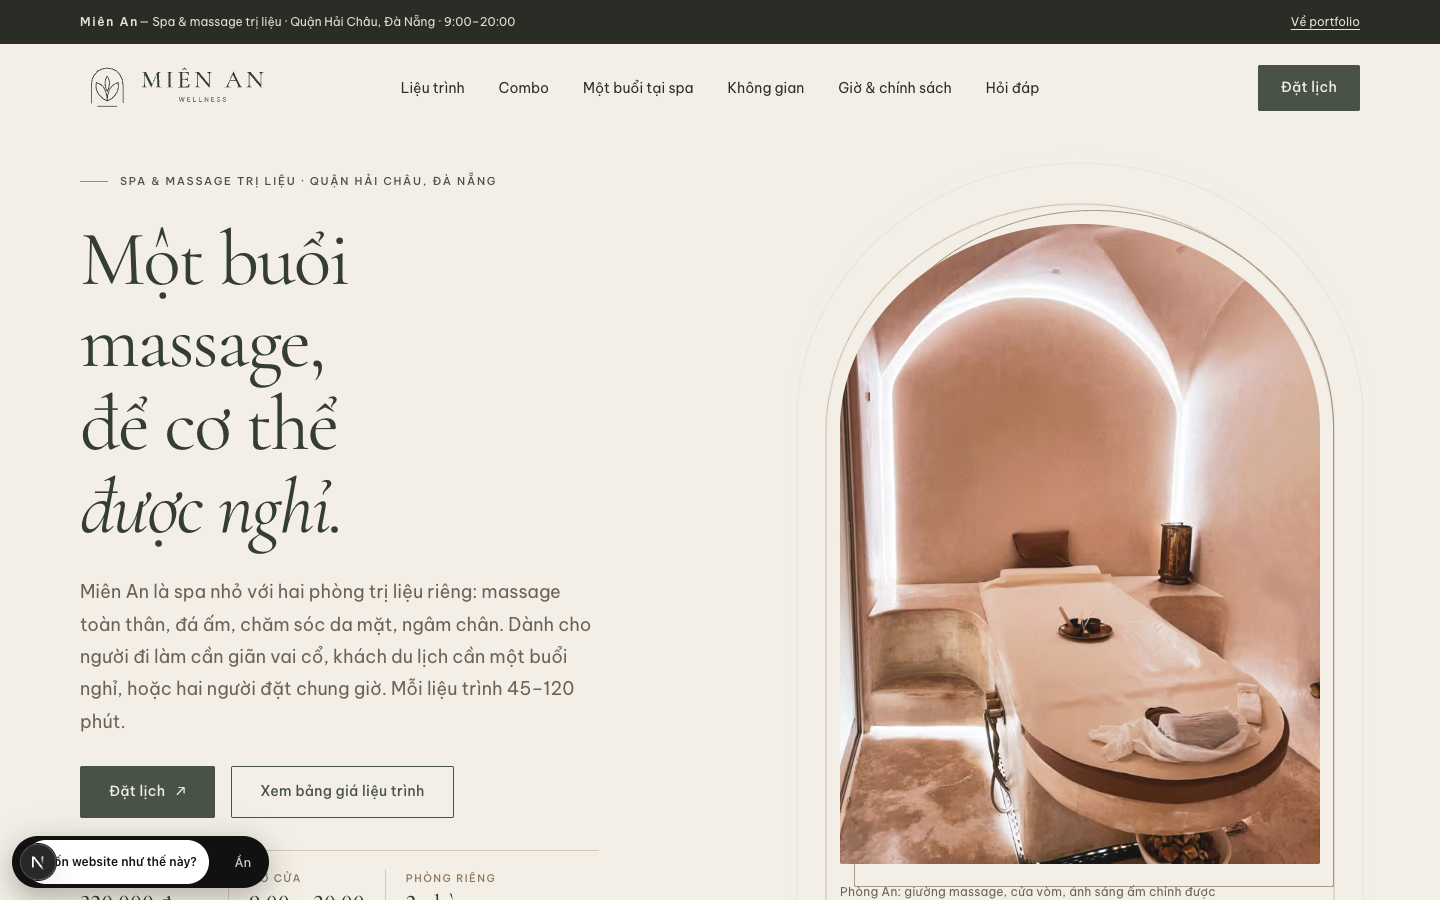 Miên An — Spa & massage trị liệu · Quận Hải Châu, Đà Nẵng · 9:00–20:00
Về portfolio
MIÊN AN
WELLNESS
Liệu trình
Combo
Một buổi tại spa
Không gian
Giờ & chính sách
Hỏi đáp
Đặt lịch
SPA & MASSAGE TRỊ LIỆU · QUẬN HẢI CHÂU, ĐÀ NẴNG
Một buổi
massage,
để cơ thể
được nghỉ.
Miên An là spa nhỏ với hai phòng trị liệu riêng: massage
toàn thân, đá ấm, chăm sóc da mặt, ngâm chân. Dành cho
người đi làm cần giãn vai cổ, khách du lịch cần một buổi
nghỉ, hoặc hai người đặt chung giờ. Mỗi liệu trình 45–120
phút.
Đặt lịch ↗
Xem bảng giá liệu trình
website như thế này?
Ẩn
CỬA
PHÒNG RIÊNG
Phòng An: giường massage, cửa vòm, ánh sáng ấm chỉnh được